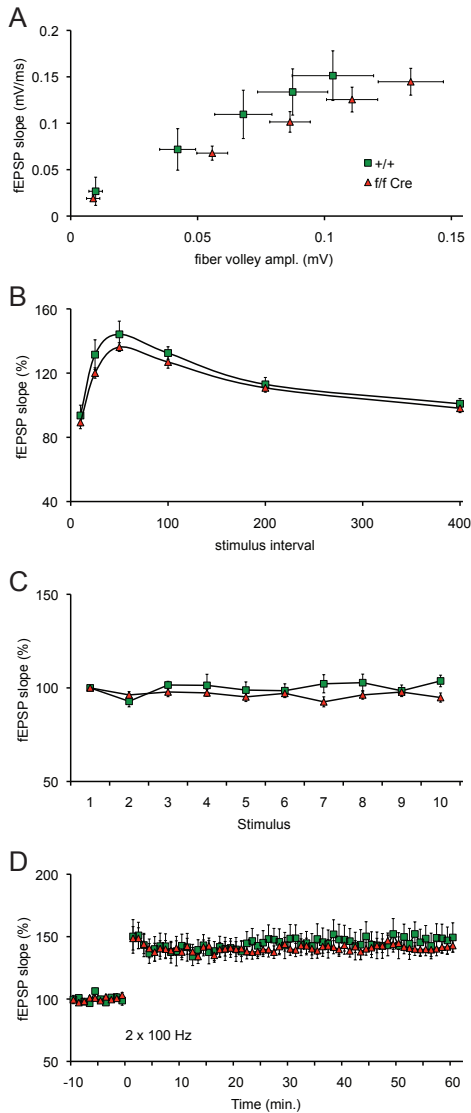 A
fEPSP slope (mV/ms)
0.2
0.15
0.1
0.05
0
+/+
f/f Cre
0 0.05 0.1 0.15
fiber volley ampl. (mV)
B
fEPSP slope (%)
160
120
80
40
0 100 200 300 400
stimulus interval
C
fEPSP slope (%)
150
100
50
1 2 3 4 5 6 7 8 9 10
Stimulus
D
fEPSP slope (%)
200
150
100
50
2 x 100 Hz
-10 0 10 20 30 40 50 60
Time (min.)